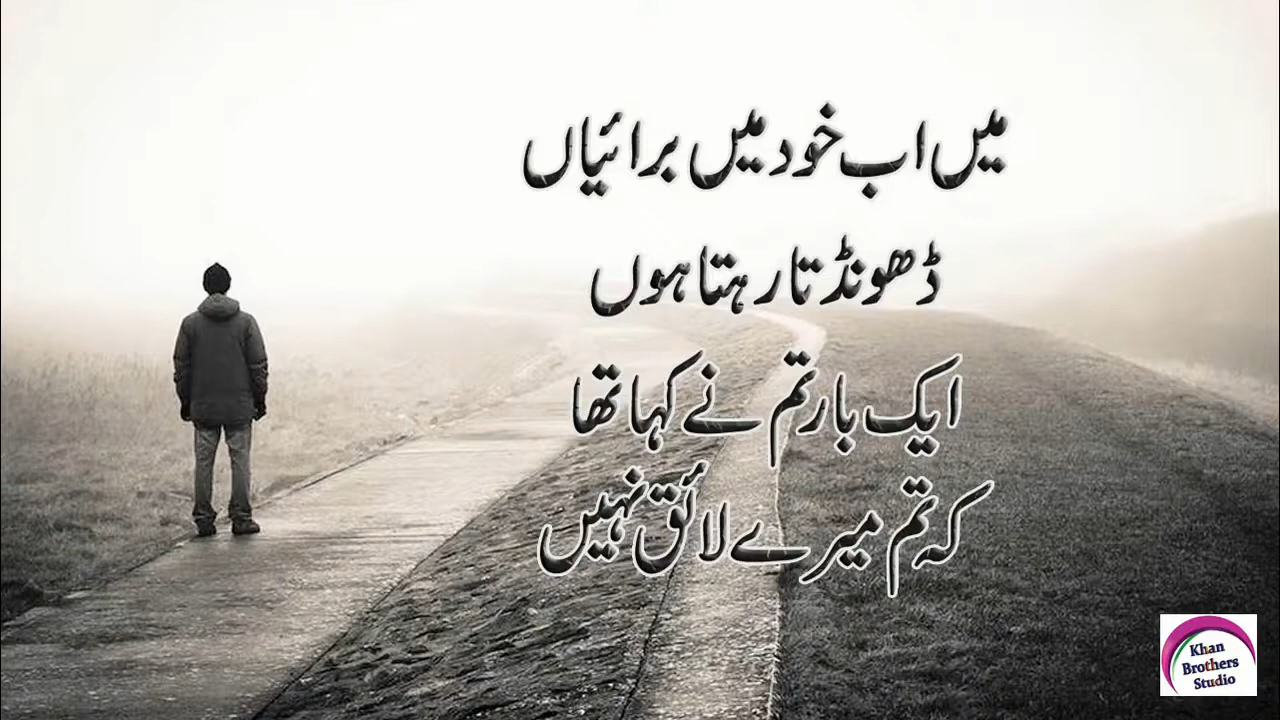 میں اب خود میں برائیاں
ڈھونڈتا رہتا ہوں
ایک بار تم نے کہا تھا
کہ تم میرے لائق نہیں
Khan
Brothers
Studio